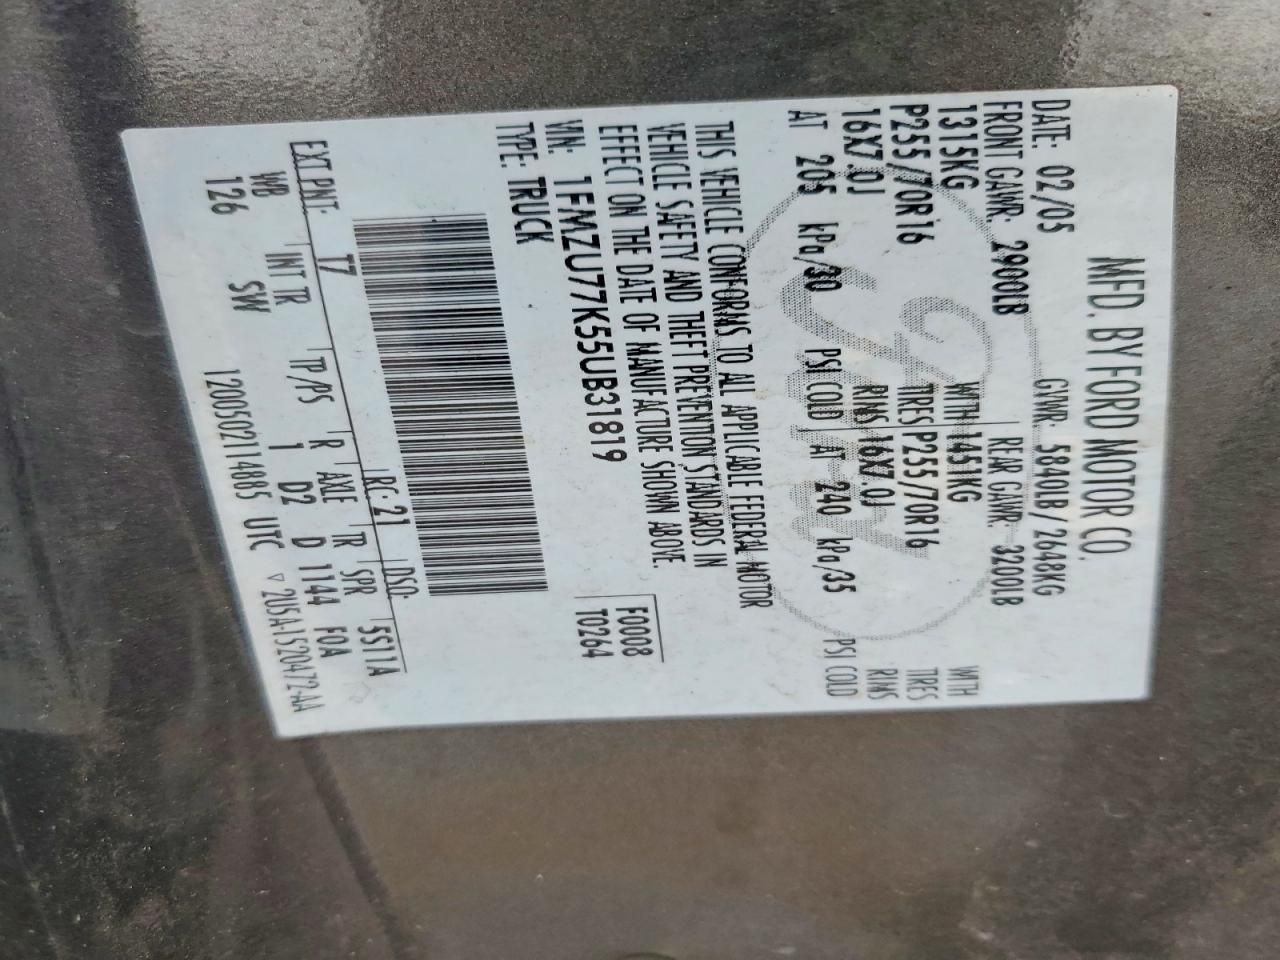 MFD. BY FORD MOTOR CO.
DATE: 02/05 GVWR: 5840LB/ 2648KG
FRONT GAWR: 2900LB REAR GAWR: 3200LB
1315KG WITH 1451KG WITH
P255/70R16 TIRES P255/70R16 TIRES
16X7.0J RIMS 16X7.0J RIMS
AT 205 kPa/30 PSI COLD AT 240 kPa/35 PSI COLD
THIS VEHICLE CONFORMS TO ALL APPLICABLE FEDERAL MOTOR
VEHICLE SAFETY AND THEFT PREVENTION STANDARDS IN
EFFECT ON THE DATE OF MANUFACTURE SHOWN ABOVE.
VIN: 1FMZU77K55UB31819 F0008
TYPE: TRUCK T0264
EXT PNT: T7 RC: 21 DSO:
WB INT TR TP/PS R AXLE TR SPR 5511A
126 SW 1 D2 D 1144 F0A
1200502114885 UTC ▽ 205A1520472-AA